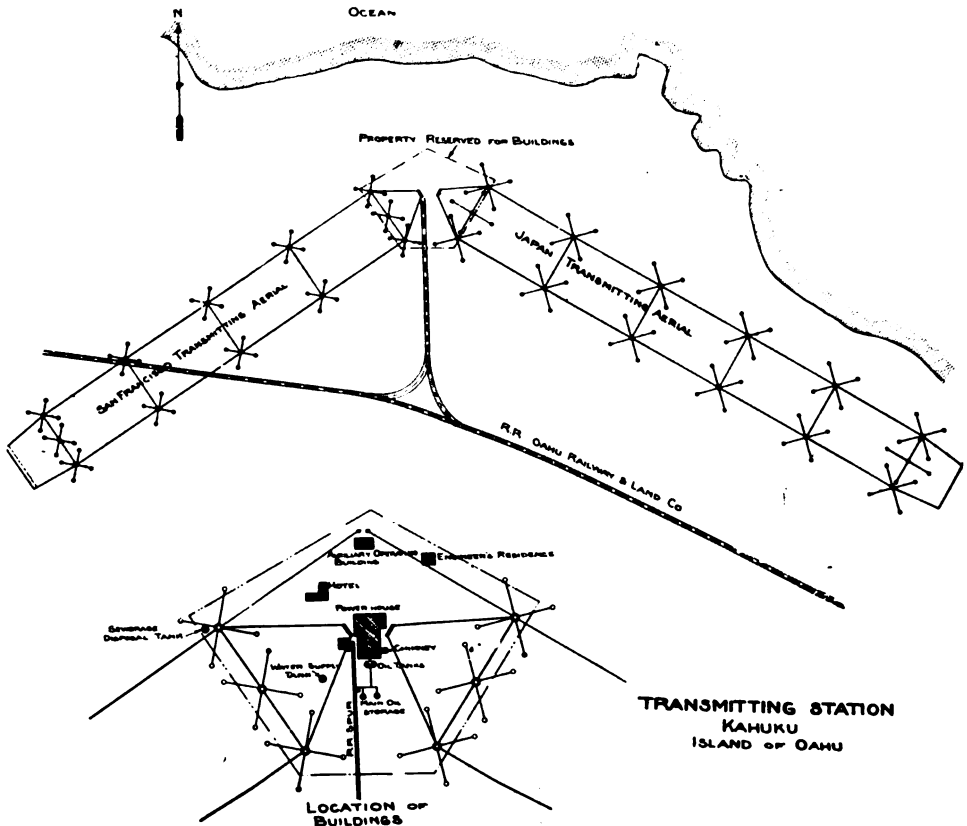 N
OCEAN
PROPERTY RESERVED FOR BUILDINGS
JAPAN TRANSMITTING AERIAL
SAN FRANCISCO TRANSMITTING AERIAL
R.R. OAHU RAILWAY & LAND CO
AUXILIARY OPERATING
BUILDING
ENGINEER'S RESIDENCE
HOTEL
POWER HOUSE
SEWERAGE
DISPOSAL TANK
CHIMNEY
OIL TANKS
WATER SUPPLY
TANK
MAIN OIL
STORAGE
R.R. SPUR
TRANSMITTING STATION
KAHUKU
ISLAND OF OAHU
LOCATION OF
BUILDINGS